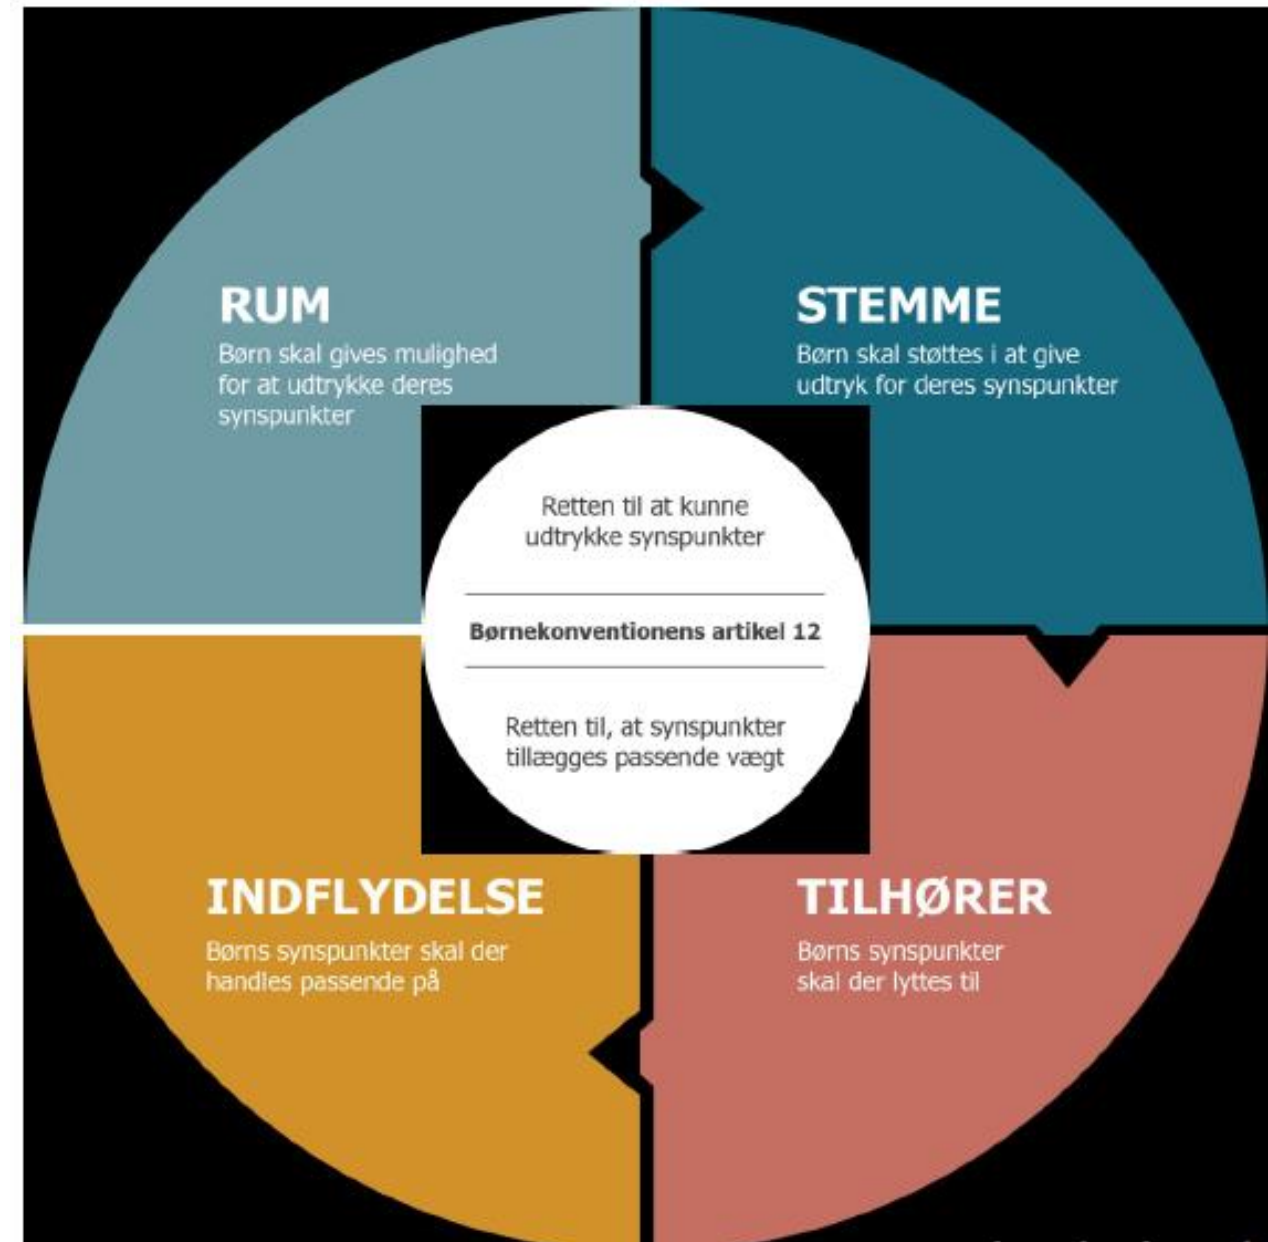 RUM
Børn skal gives mulighed
for at udtrykke deres
synspunkter
STEMME
Børn skal støttes i at give
udtryk for deres synspunkter
Retten til at kunne
udtrykke synspunkter
Børnekonventionens artikel 12
Retten til, at synspunkter
tillægges passende vægt
INDFLYDELSE
Børns synspunkter skal der
handles passende på
TILHØRER
Børns synspunkter
skal der lyttes til